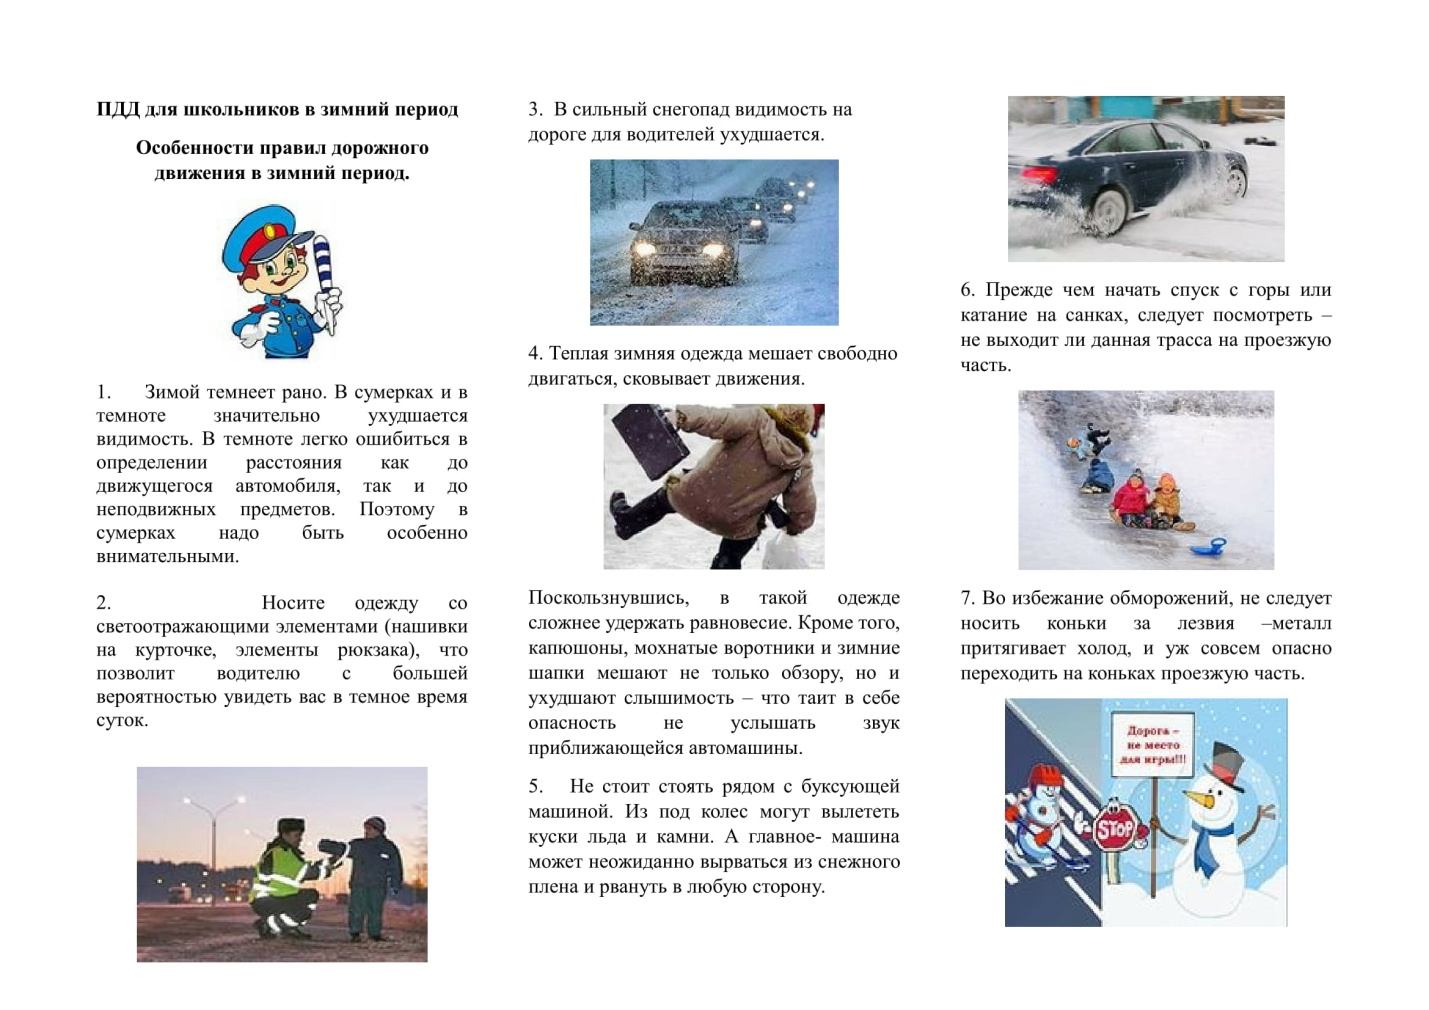 ПДД для школьников в зимний период
Особенности правил дорожного
движения в зимний период.
1. Зимой темнеет рано. В сумерках и в
темноте значительно ухудшается
видимость. В темноте легко ошибиться в
определении расстояния как до
движущегося автомобиля, так и до
неподвижных предметов. Поэтому в
сумерках надо быть особенно
внимательными.
2. Носите одежду со
светоотражающими элементами (нашивки
на курточке, элементы рюкзака), что
позволит водителю с большей
вероятностью увидеть вас в темное время
суток.
3. В сильный снегопад видимость на
дороге для водителей ухудшается.
4. Теплая зимняя одежда мешает свободно
двигаться, сковывает движения.
Поскользнувшись, в такой одежде
сложнее удержать равновесие. Кроме того,
капюшоны, мохнатые воротники и зимние
шапки мешают не только обзору, но и
ухудшают слышимость – что таит в себе
опасность не услышать звук
приближающейся автомашины.
5. Не стоит стоять рядом с буксующей
машиной. Из под колес могут вылететь
куски льда и камни. А главное- машина
может неожиданно вырваться из снежного
плена и рвануть в любую сторону.
6. Прежде чем начать спуск с горы или
катание на санках, следует посмотреть –
не выходит ли данная трасса на проезжую
часть.
7. Во избежание обморожений, не следует
носить коньки за лезвия –металл
притягивает холод, и уж совсем опасно
переходить на коньках проезжую часть.
Дорога –
не место
для игры!!!
STOP